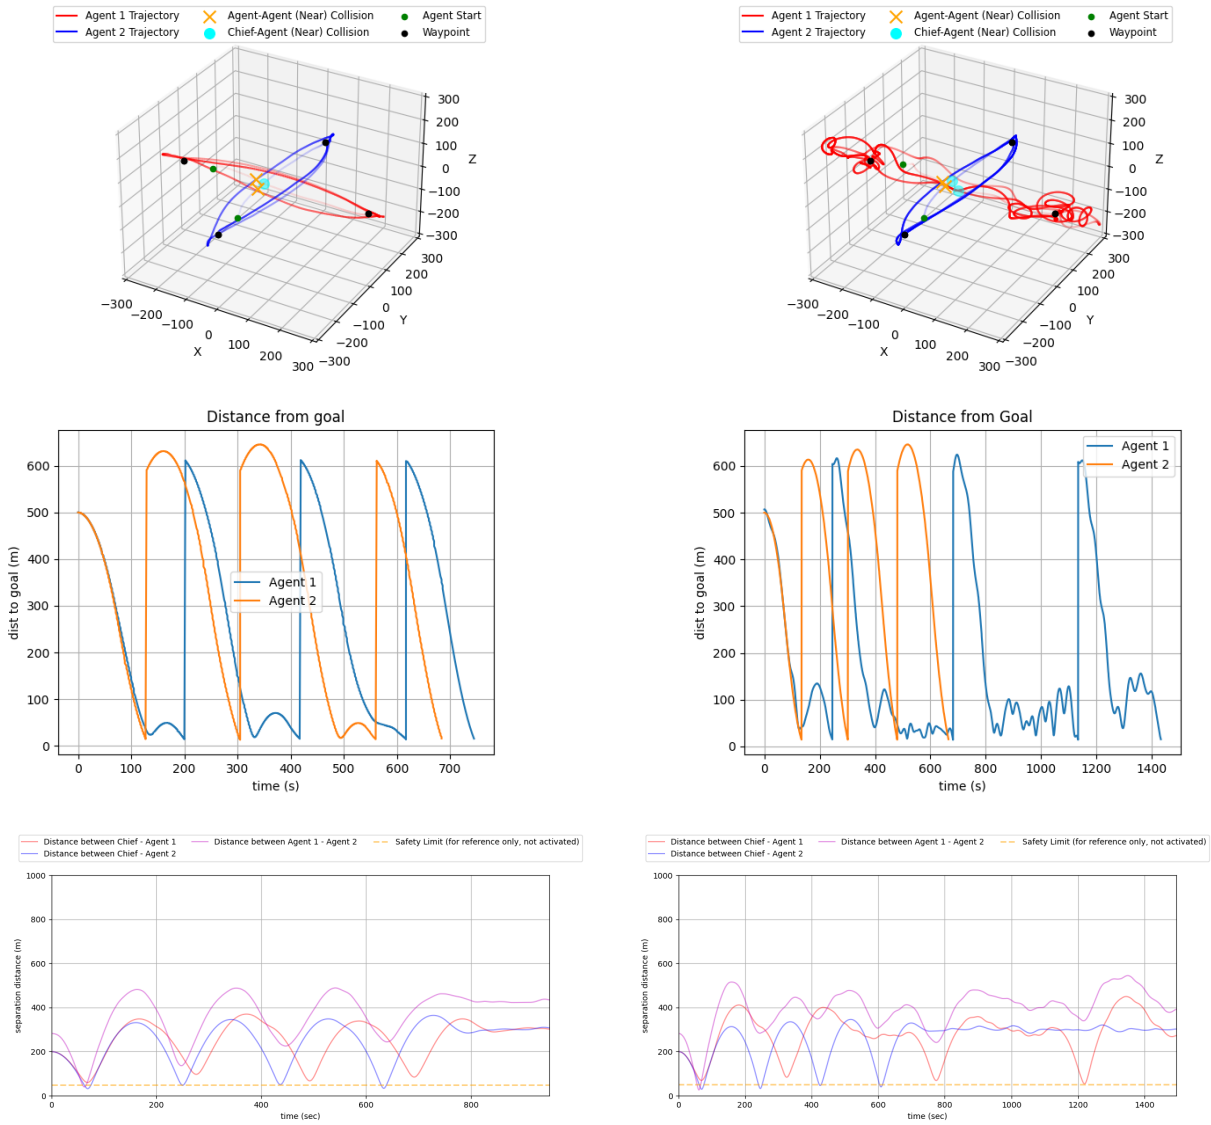 Agent 1 Trajectory Agent-Agent (Near) Collision Agent Start
Agent 2 Trajectory Chief-Agent (Near) Collision Waypoint
300
200
100
0
−100
−200
−300
Z
−300
−200
−100
0
100
200
300
X
−300
−200
−100
0
100
200
300
Y
Agent 1 Trajectory Agent-Agent (Near) Collision Agent Start
Agent 2 Trajectory Chief-Agent (Near) Collision Waypoint
300
200
100
0
−100
−200
−300
Z
−300
−200
−100
0
100
200
300
X
−300
−200
−100
0
100
200
300
Y
Distance from goal
600
500
400
300
200
100
0
dist to goal (m)
Agent 1
Agent 2
0 100 200 300 400 500 600 700
time (s)
Distance from Goal
600
500
400
300
200
100
0
dist to goal (m)
Agent 1
Agent 2
0 200 400 600 800 1000 1200 1400
time (s)
Distance between Chief - Agent 1 Distance between Agent 1 - Agent 2 Safety Limit (for reference only, not activated)
Distance between Chief - Agent 2
1000
800
600
400
200
0
separation distance (m)
0 200 400 600 800
time (sec)
Distance between Chief - Agent 1 Distance between Agent 1 - Agent 2 Safety Limit (for reference only, not activated)
Distance between Chief - Agent 2
1000
800
600
400
200
0
separation distance (m)
0 200 400 600 800 1000 1200 1400
time (sec)